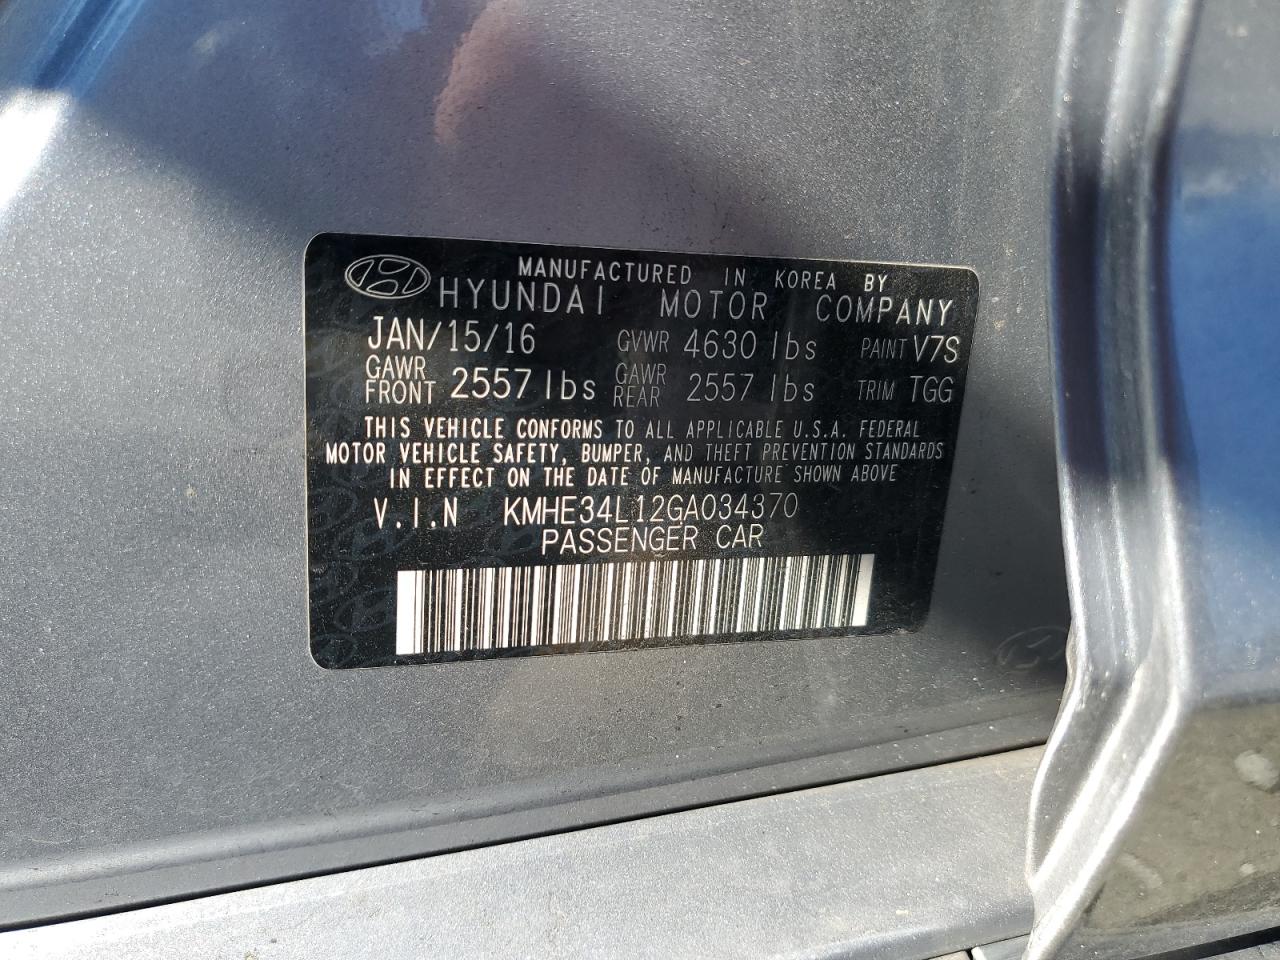 MANUFACTURED IN KOREA BY
HYUNDAI MOTOR COMPANY
JAN/15/16 GVWR 4630 lbs PAINT V7S
GAWR FRONT 2557 lbs GAWR REAR 2557 lbs TRIM TGG
THIS VEHICLE CONFORMS TO ALL APPLICABLE U.S.A. FEDERAL
MOTOR VEHICLE SAFETY, BUMPER, AND THEFT PREVENTION STANDARDS
IN EFFECT ON THE DATE OF MANUFACTURE SHOWN ABOVE
V.I.N KMHE34L12GA034370
PASSENGER CAR